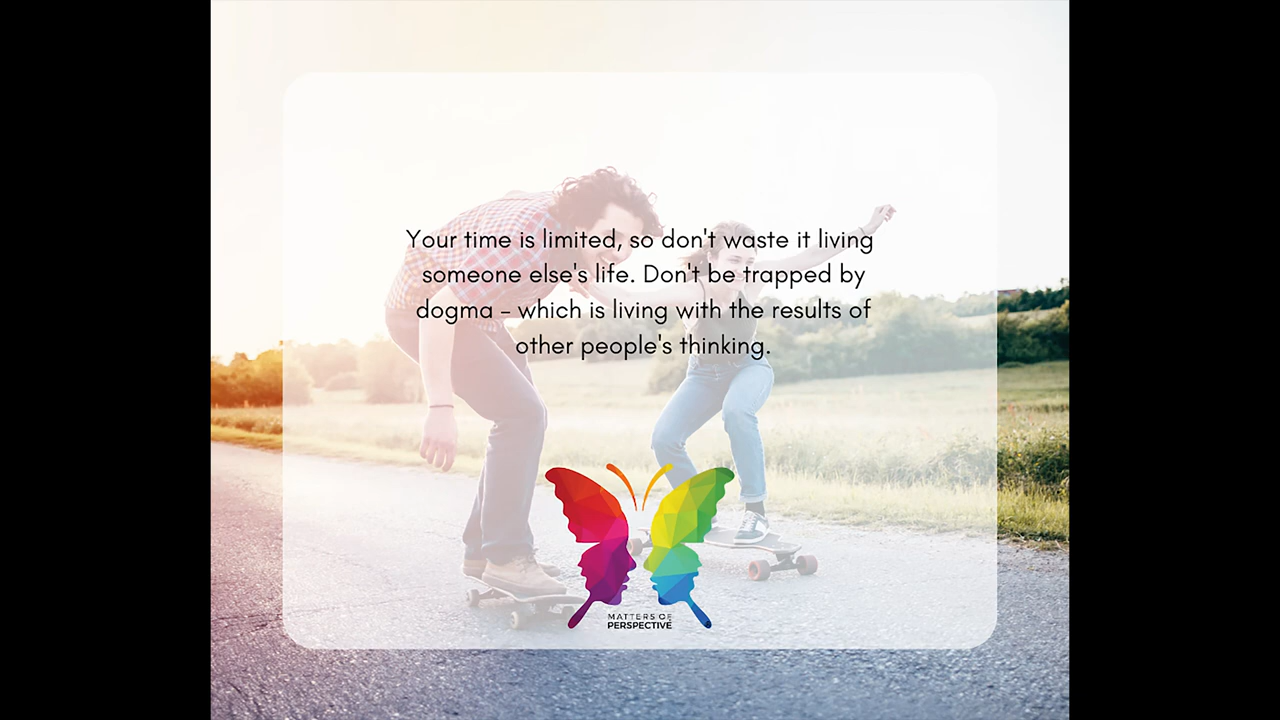 Your time is limited, so don't waste it living
someone else's life. Don't be trapped by
dogma – which is living with the results of
other people's thinking.
MATTERS OF
PERSPECTIVE